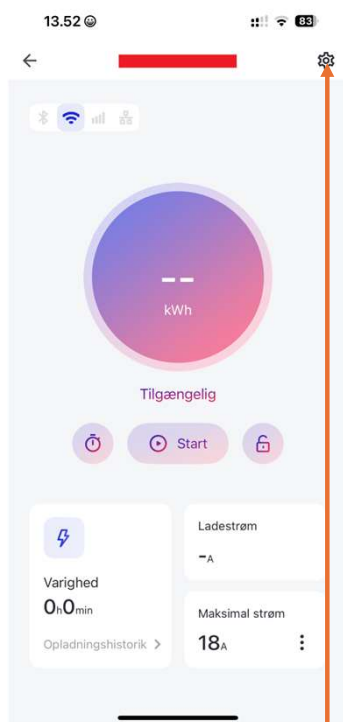 13.52
83
--
kWh
Tilgængelig
Start
Ladestrøm
-A
Varighed
0h0min
Opladningshistorik >
Maksimal strøm
18A